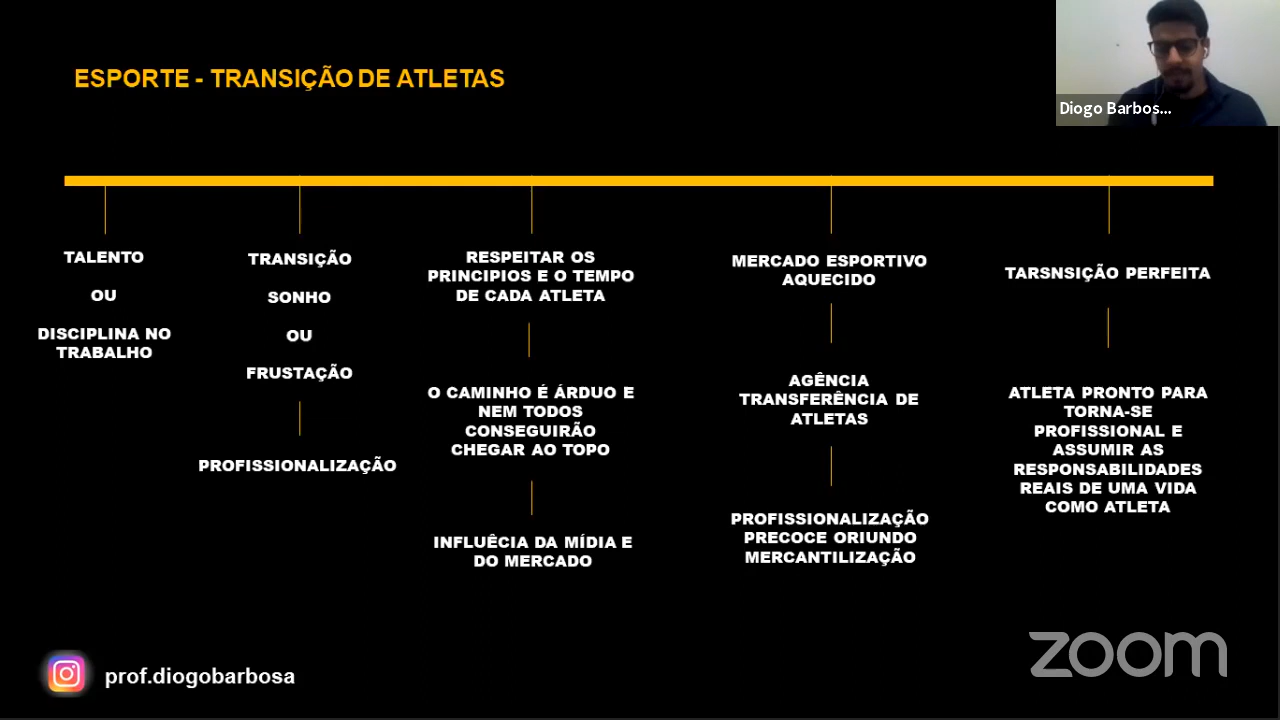 ESPORTE - TRANSIÇÃO DE ATLETAS
Diogo Barbos...
TALENTO
OU
DISCIPLINA NO
TRABALHO
TRANSIÇÃO
SONHO
OU
FRUSTAÇÃO
PROFISSIONALIZAÇÃO
RESPEITAR OS
PRINCIPIOS E O TEMPO
DE CADA ATLETA
O CAMINHO É ÁRDUO E
NEM TODOS
CONSEGUIRÃO
CHEGAR AO TOPO
INFLUÊCIA DA MÍDIA E
DO MERCADO
MERCADO ESPORTIVO
AQUECIDO
AGÊNCIA
TRANSFERÊNCIA DE
ATLETAS
PROFISSIONALIZAÇÃO
PRECOCE ORIUNDO
MERCANTILIZAÇÃO
TARSNSIÇÃO PERFEITA
ATLETA PRONTO PARA
TORNA-SE
PROFISSIONAL E
ASSUMIR AS
RESPONSABILIDADES
REAIS DE UMA VIDA
COMO ATLETA
prof.diogobarbosa
zoom